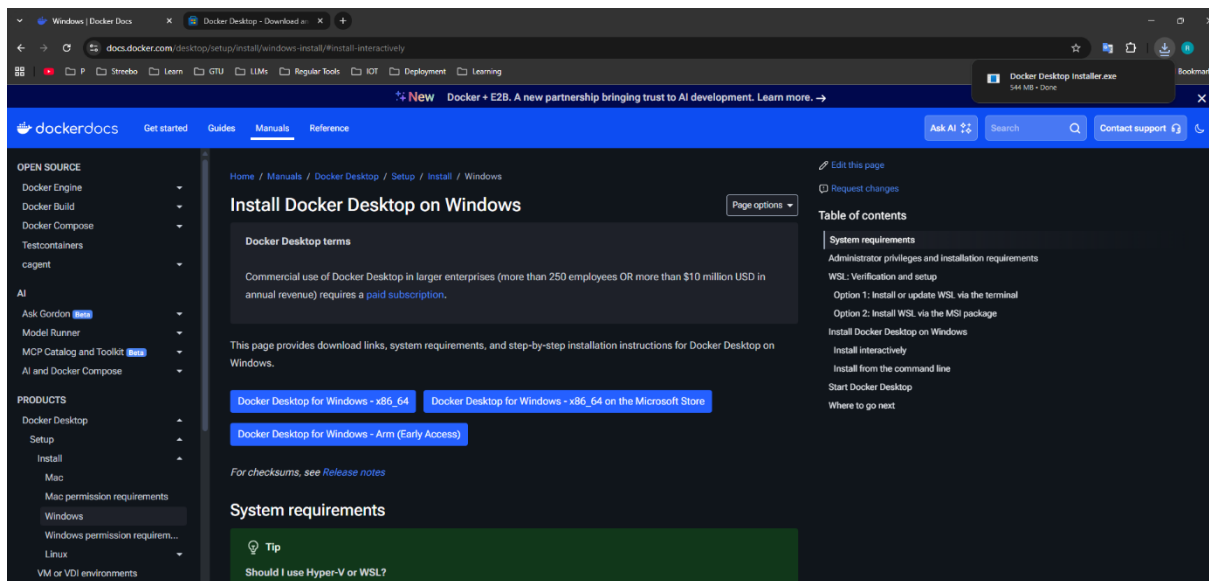 Windows | Docker Docs
Docker Desktop - Download an
docs.docker.com/desktop/setup/install/windows-install/#install-interactively
P
Streebo
Learn
GTU
LLMs
Regular Tools
IOT
Deployment
Learning
Bookmar
Docker Desktop Installer.exe
544 MB • Done
New Docker + E2B. A new partnership bringing trust to AI development. Learn more. →
dockerdocs
Get started
Guides
Manuals
Reference
Ask AI
Search
Contact support
OPEN SOURCE
Docker Engine
Docker Build
Docker Compose
Testcontainers
cagent
AI
Ask Gordon Beta
Model Runner
MCP Catalog and Toolkit Beta
AI and Docker Compose
PRODUCTS
Docker Desktop
Setup
Install
Mac
Mac permission requirements
Windows
Windows permission requirem...
Linux
VM or VDI environments
Home / Manuals / Docker Desktop / Setup / Install / Windows
Install Docker Desktop on Windows
Page options
Docker Desktop terms
Commercial use of Docker Desktop in larger enterprises (more than 250 employees OR more than $10 million USD in
annual revenue) requires a paid subscription.
This page provides download links, system requirements, and step-by-step installation instructions for Docker Desktop on
Windows.
Docker Desktop for Windows - x86_64
Docker Desktop for Windows - x86_64 on the Microsoft Store
Docker Desktop for Windows - Arm (Early Access)
For checksums, see Release notes
System requirements
Tip
Should I use Hyper-V or WSL?
Edit this page
Request changes
Table of contents
System requirements
Administrator privileges and installation requirements
WSL: Verification and setup
Option 1: Install or update WSL via the terminal
Option 2: Install WSL via the MSI package
Install Docker Desktop on Windows
Install interactively
Install from the command line
Start Docker Desktop
Where to go next